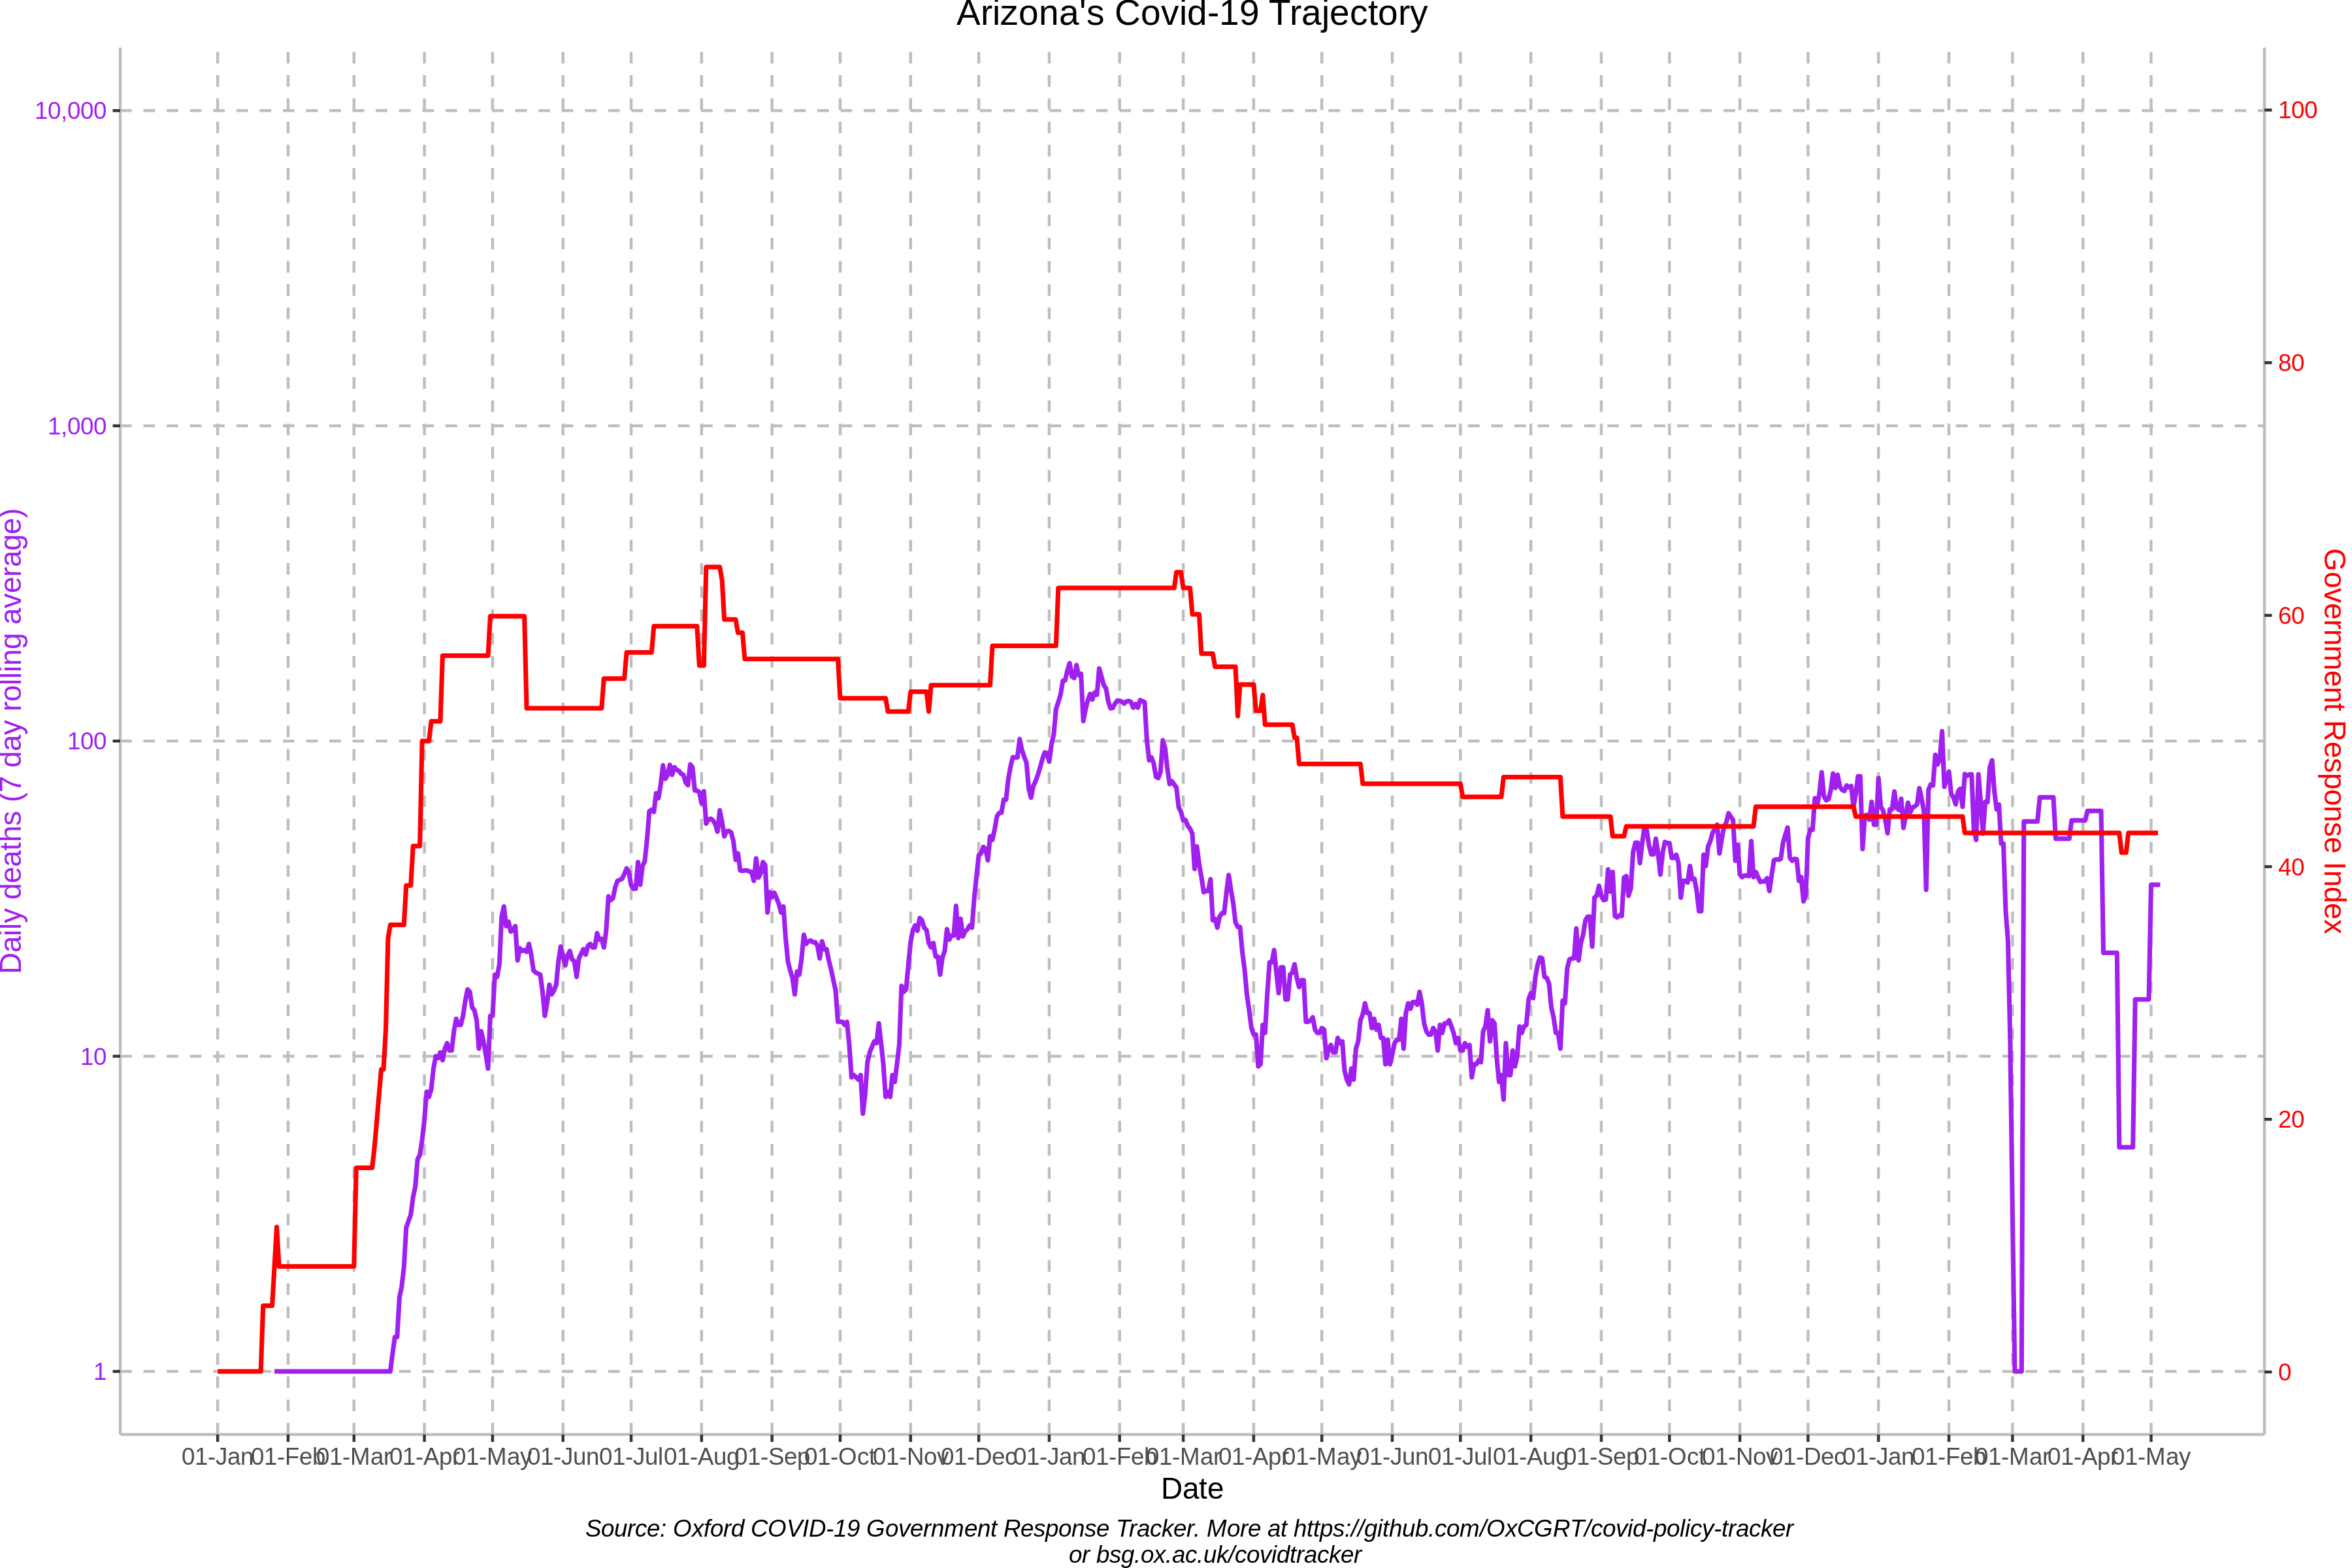 Arizona's Covid-19 Trajectory
10,000
1,000
100
10
1
Daily deaths (7 day rolling average)
100
80
60
40
20
0
Government Response Index
01-Jan 01-Feb 01-Mar 01-Apr 01-May 01-Jun 01-Jul 01-Aug 01-Sep 01-Oct 01-Nov 01-Dec 01-Jan 01-Feb 01-Mar 01-Apr 01-May 01-Jun 01-Jul 01-Aug 01-Sep 01-Oct 01-Nov 01-Dec 01-Jan 01-Feb 01-Mar 01-Apr 01-May
Date
Source: Oxford COVID-19 Government Response Tracker. More at https://github.com/OxCGRT/covid-policy-tracker
or bsg.ox.ac.uk/covidtracker